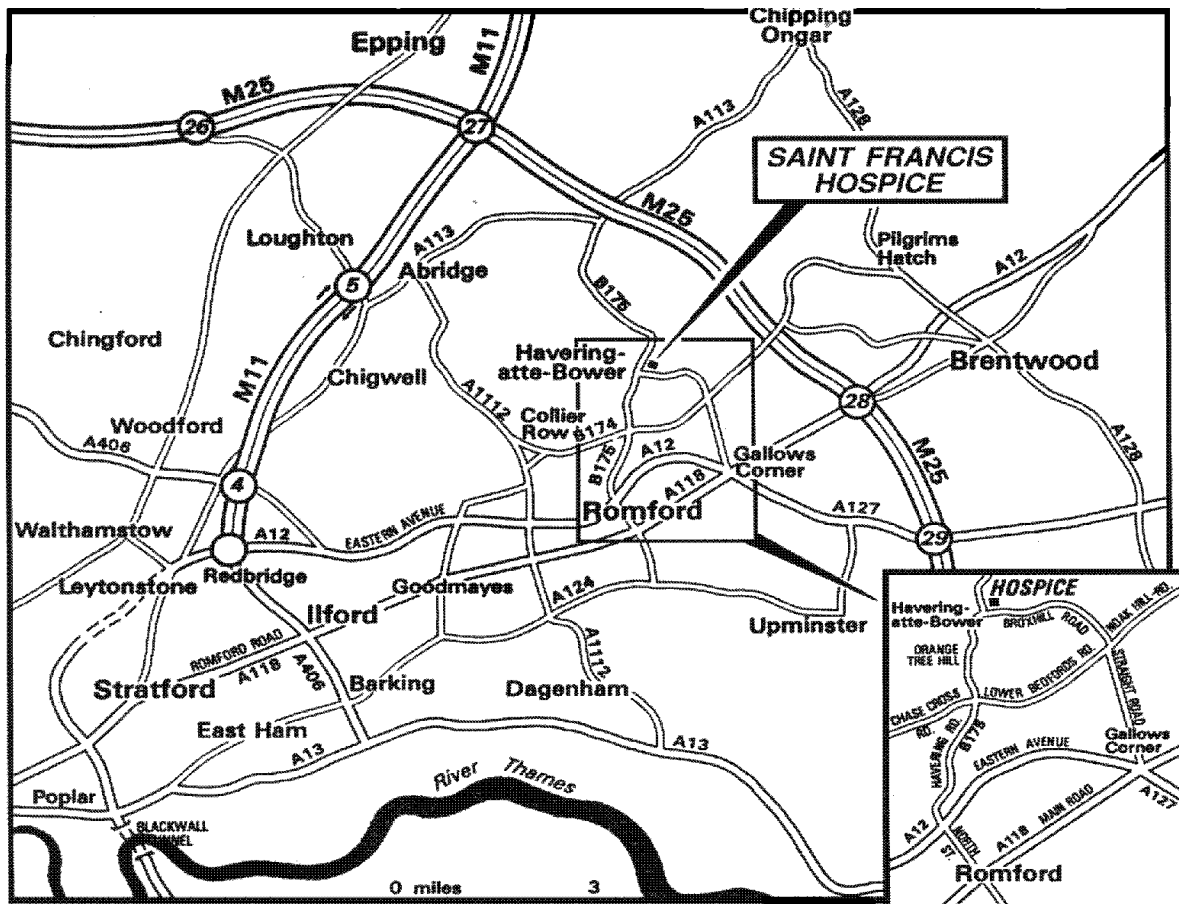 Chipping
Ongar
Epping
M11
M25
26
27
A113
A128
SAINT FRANCIS
HOSPICE
M25
Loughton
A113
Abridge
5
Pilgrims
Hatch
A12
B175
Chingford
M11
Chigwell
Havering-
atte-Bower
Brentwood
28
A1112
Collier
Row
B174
Woodford
A406
B175
A12
Gallows
Corner
M25
A128
4
A118
Romford
A127
29
Walthamstow
A12
EASTERN AVENUE
Leytonstone
Redbridge
Goodmayes
A124
Ilford
Upminster
ROMFORD ROAD
A118
A406
A1112
Stratford
Barking
Dagenham
East Ham
A13
A13
River Thames
Poplar
BLACKWALL
TUNNEL
0 miles 3
HOSPICE
Havering-
atte-Bower
BROXHILL ROAD
NOAK HILL RD.
ORANGE
TREE HILL
STRAIGHT ROAD
LOWER BEDFORDS RD.
CHASE CROSS
RD.
HAVERING RD.
B175
Gallows
Corner
EASTERN AVENUE
A127
MAIN ROAD
A118
A12
NORTH
ST.
Romford